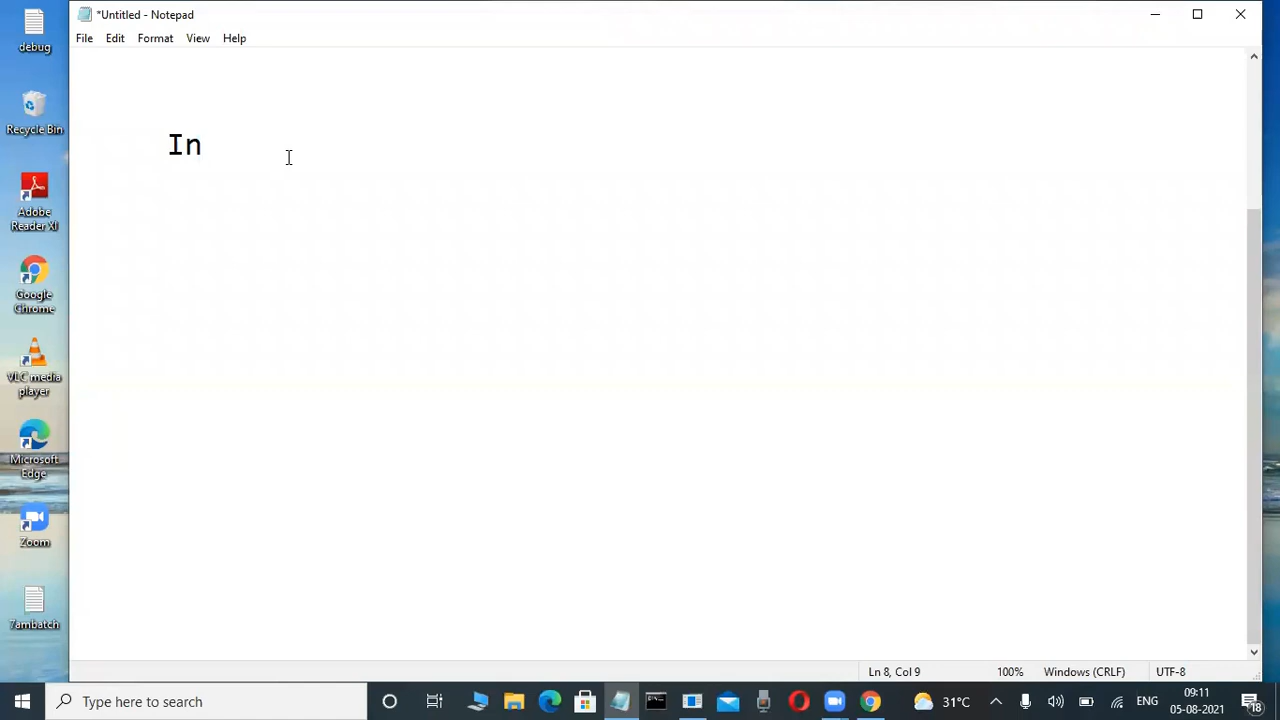 *Untitled - Notepad
File Edit Format View Help
In
debug
Recycle Bin
Adobe
Reader XI
Google
Chrome
VLC media
player
Microsoft
Edge
Zoom
7ambatch
Ln 8, Col 9 100% Windows (CRLF) UTF-8
Type here to search
31°C
ENG
09:11
05-08-2021
18